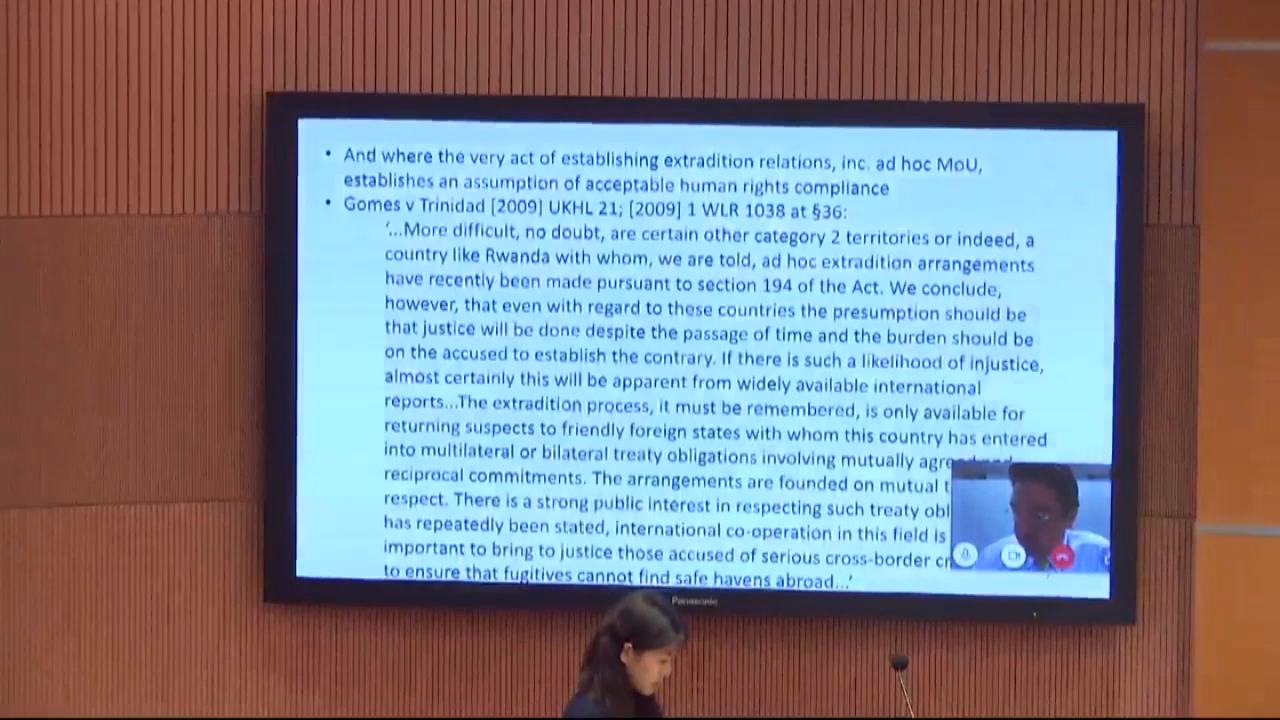 • And where the very act of establishing extradition relations, inc. ad hoc MoU,
establishes an assumption of acceptable human rights compliance
• Gomes v Trinidad [2009] UKHL 21; [2009] 1 WLR 1038 at §36:
‘...More difficult, no doubt, are certain other category 2 territories or indeed, a
country like Rwanda with whom, we are told, ad hoc extradition arrangements
have recently been made pursuant to section 194 of the Act. We conclude,
however, that even with regard to these countries the presumption should be
that justice will be done despite the passage of time and the burden should be
on the accused to establish the contrary. If there is such a likelihood of injustice,
almost certainly this will be apparent from widely available international
reports...The extradition process, it must be remembered, is only available for
returning suspects to friendly foreign states with whom this country has entered
into multilateral or bilateral treaty obligations involving mutually
reciprocal commitments. The arrangements are founded on mutual
respect. There is a strong public interest in respecting such treaty
has repeatedly been stated, international co-operation in this field is
important to bring to justice those accused of serious cross-border
to ensure that fugitives cannot find safe havens abroad...’
Panasonic